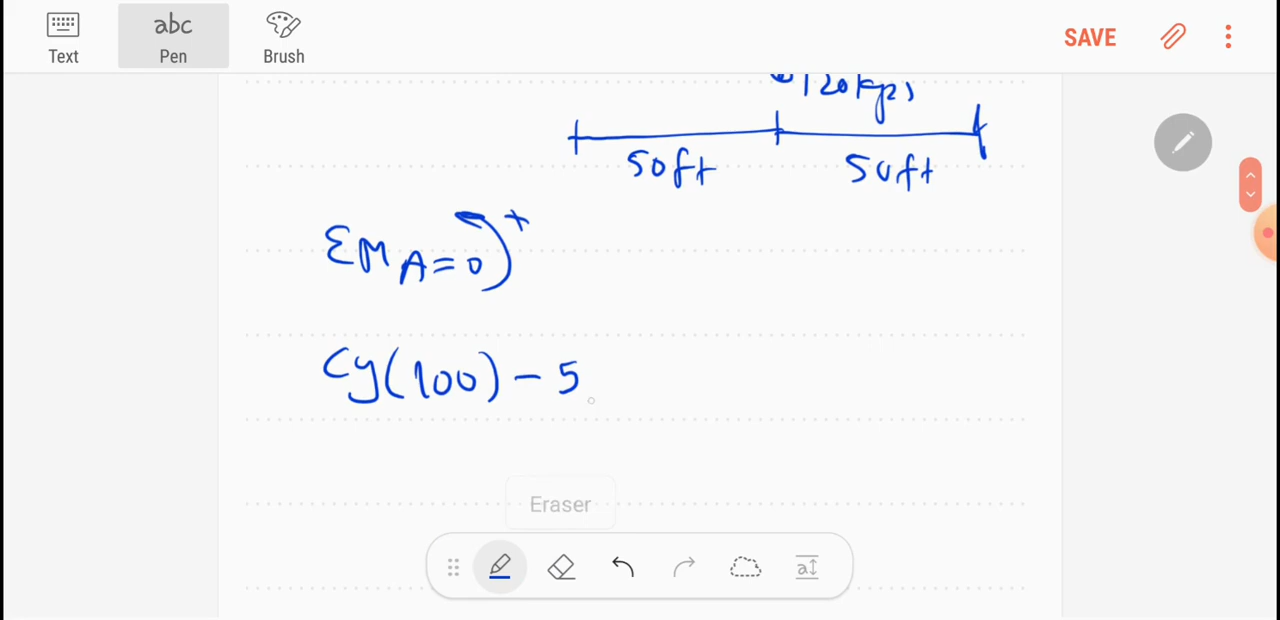 Text
abc
Pen
Brush
SAVE
120kps
50ft 50ft
ΣMA=0 +
Cy(100) - 5
Eraser